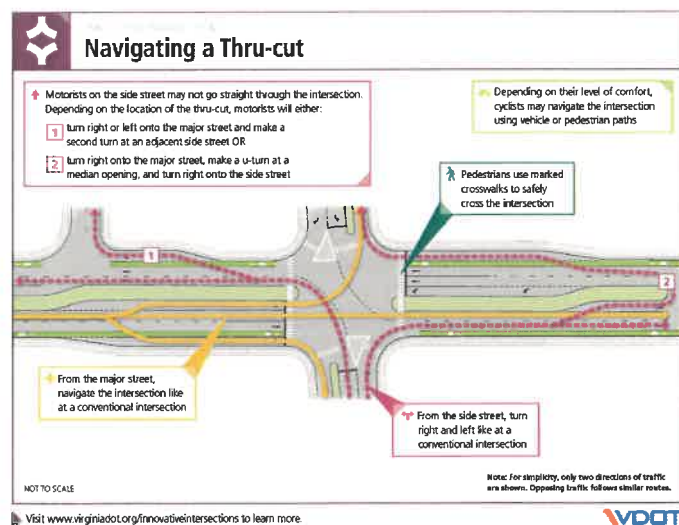 Navigating a Thru-cut
Motorists on the side street may not go straight through the intersection.
Depending on the location of the thru-cut, motorists will either:
1 turn right or left onto the major street and make a
second turn at an adjacent side street OR
2 turn right onto the major street, make a u-turn at a
median opening, and turn right onto the side street
Depending on their level of comfort,
cyclists may navigate the intersection
using vehicle or pedestrian paths
Pedestrians use marked
crosswalks to safely
cross the intersection
1
2
From the major street,
navigate the intersection like
at a conventional intersection
From the side street, turn
right and left like at a
conventional intersection
NOT TO SCALE
Note: For simplicity, only two directions of traffic
are shown. Opposing traffic follows similar routes.
Visit www.virginiadot.org/innovativeintersections to learn more.
VDOT